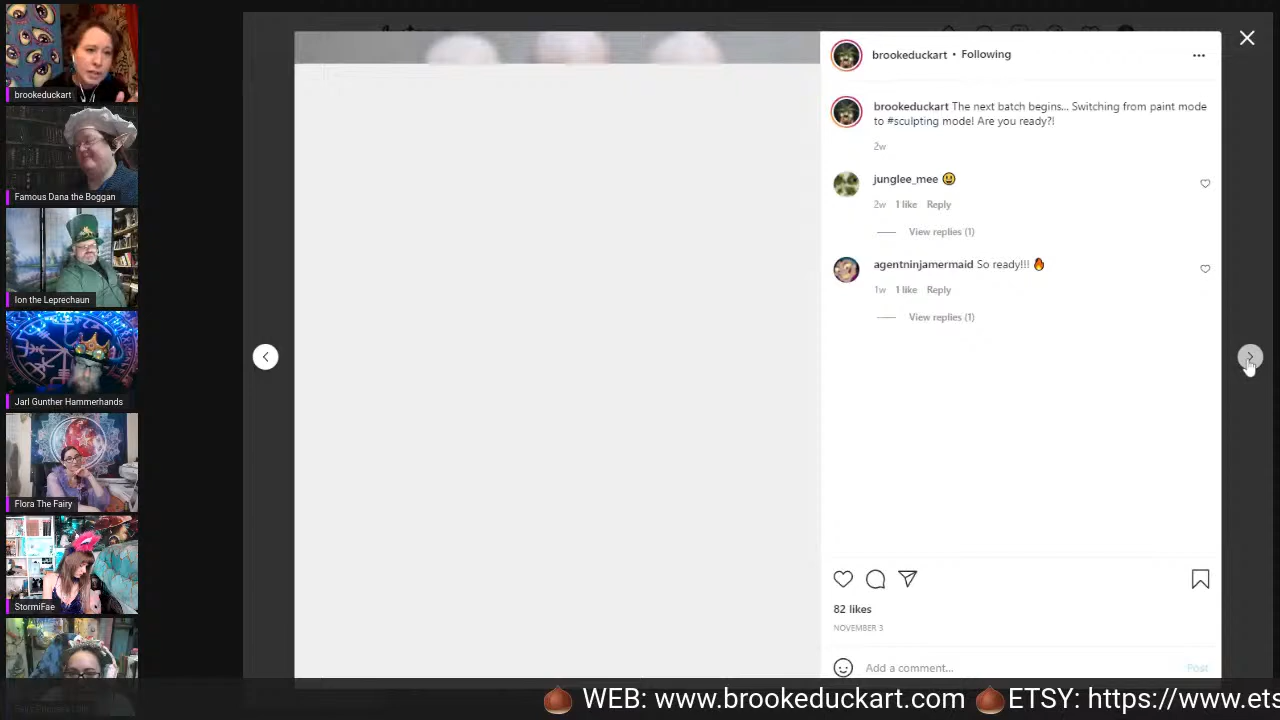 brookeduckart
Famous Dana the Boggan
Ion the Leprechaun
Jarl Gunther Hammerhands
Flora The Fairy
StormiFae
brookeduckart • Following
brookeduckart The next batch begins... Switching from paint mode
to #sculpting mode! Are you ready?!
2w
junglee_mee 😃
2w 1 like Reply
View replies (1)
agentninjamermaid So ready!!! 🔥
1w 1 like Reply
View replies (1)
82 likes
NOVEMBER 3
Add a comment... Post
🌰 WEB: www.brookeduckart.com 🌰ETSY: https://www.ets